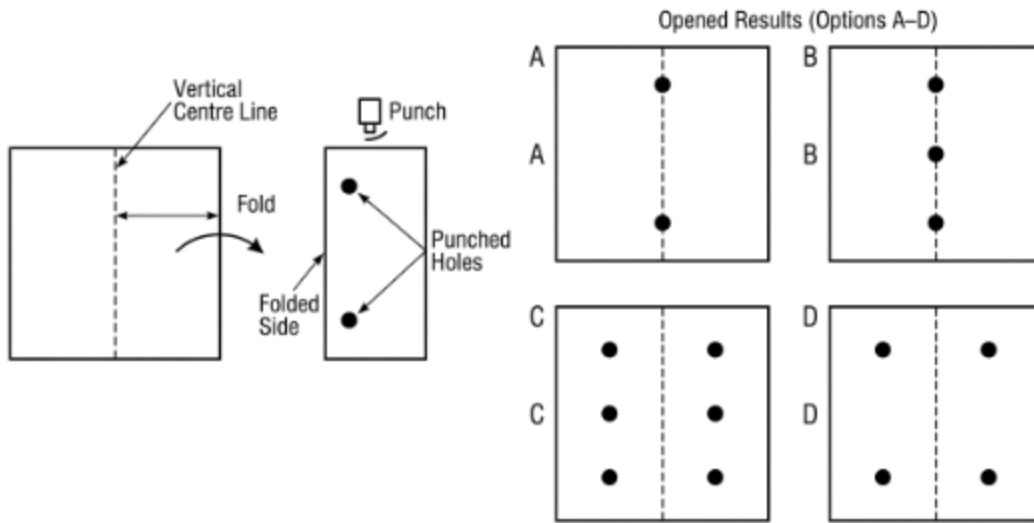 Opened Results (Options A–D)
Vertical
Centre Line
Fold
Punch
Punched
Holes
Folded
Side
A
A
B
B
C
C
D
D